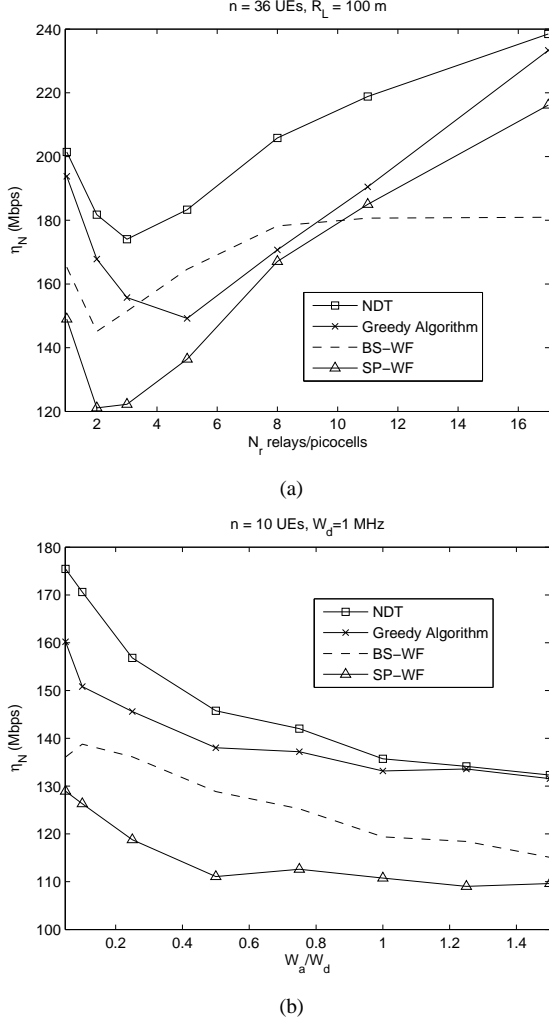 n = 36 UEs, R_L = 100 m
240
220
200
180
160
140
120
η_N (Mbps)
2 4 6 8 10 12 14 16
N_r relays/picocells
NDT
Greedy Algorithm
BS-WF
SP-WF
(a)
n = 10 UEs, W_d=1 MHz
180
170
160
150
140
130
120
110
100
η_N (Mbps)
0.2 0.4 0.6 0.8 1 1.2 1.4
W_a/W_d
NDT
Greedy Algorithm
BS-WF
SP-WF
(b)